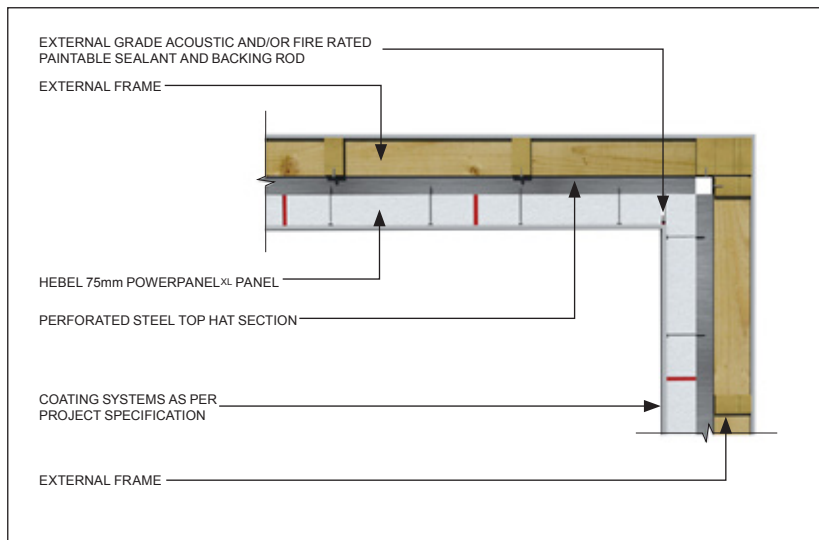 EXTERNAL GRADE ACOUSTIC AND/OR FIRE RATED
PAINTABLE SEALANT AND BACKING ROD
EXTERNAL FRAME
HEBEL 75mm POWERPANELXL PANEL
PERFORATED STEEL TOP HAT SECTION
COATING SYSTEMS AS PER
PROJECT SPECIFICATION
EXTERNAL FRAME